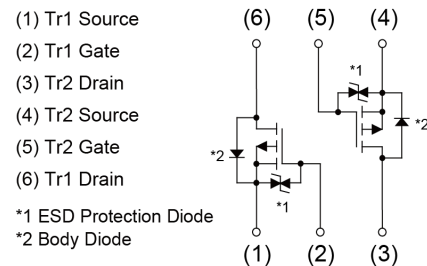 (1) Tr1 Source
(2) Tr1 Gate
(3) Tr2 Drain
(4) Tr2 Source
(5) Tr2 Gate
(6) Tr1 Drain
*1 ESD Protection Diode
*2 Body Diode
(6) (5) (4)
*1
*2
*2
*1
(1) (2) (3)